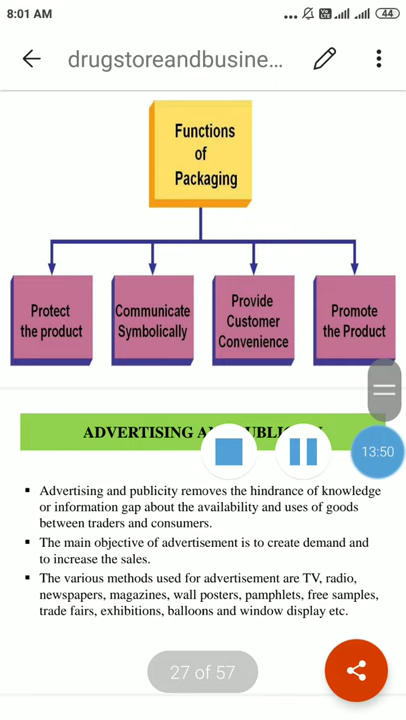 8:01 AM
44
drugstoreandbusine...
Functions
of
Packaging
Protect
the product
Communicate
Symbolically
Provide
Customer
Convenience
Promote
the Product
ADVERTISING
13:50
▪ Advertising and publicity removes the hindrance of knowledge
or information gap about the availability and uses of goods
between traders and consumers.
▪ The main objective of advertisement is to create demand and
to increase the sales.
▪ The various methods used for advertisement are TV, radio,
newspapers, magazines, wall posters, pamphlets, free samples,
trade fairs, exhibitions, balloons and window display etc.
27 of 57